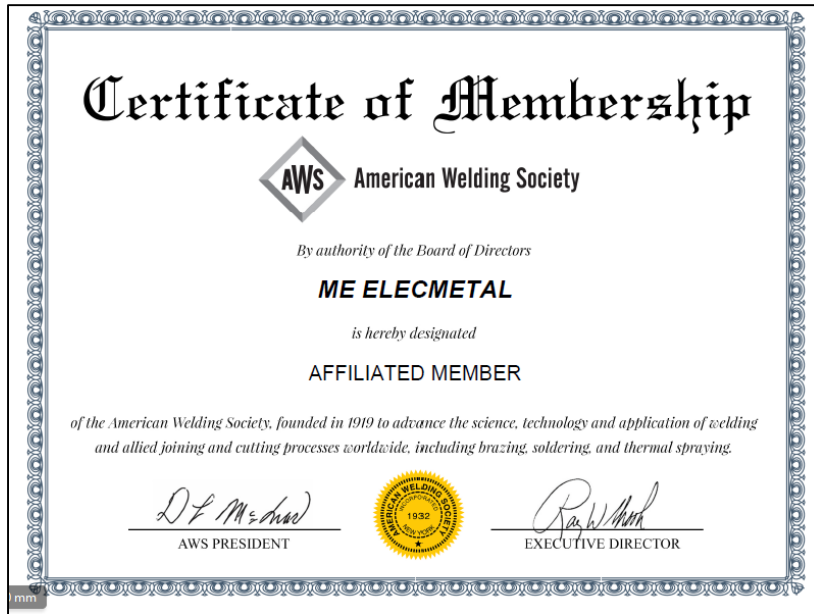 Certificate of Membership
AWS American Welding Society
By authority of the Board of Directors
ME ELECMETAL
is hereby designated
AFFILIATED MEMBER
of the American Welding Society, founded in 1919 to advance the science, technology and application of welding
and allied joining and cutting processes worldwide, including brazing, soldering, and thermal spraying.
AMERICAN WELDING SOCIETY
INCORPORATED
1932
NEW YORK
AWS PRESIDENT
EXECUTIVE DIRECTOR
mm